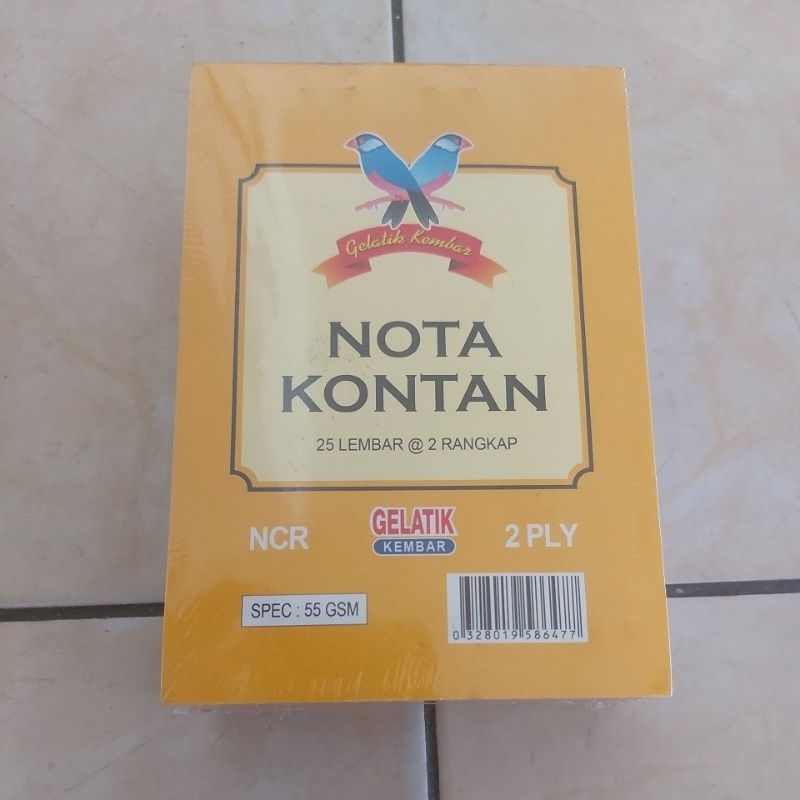 Gelatik Kembar
NOTA
KONTAN
25 LEMBAR @ 2 RANGKAP
NCR
GELATIK
KEMBAR
2 PLY
SPEC : 55 GSM
0 328019 586477